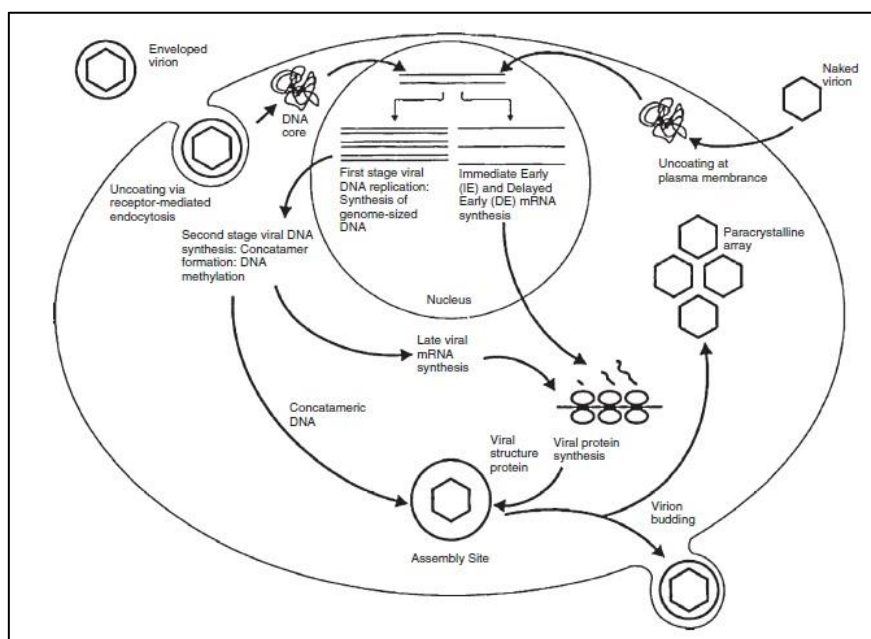 Enveloped
virion
DNA
core
Naked
virion
Uncoating via
receptor-mediated
endocytosis
First stage viral
DNA replication:
Synthesis of
genome-sized
DNA
Immediate Early
(IE) and Delayed
Early (DE) mRNA
synthesis
Uncoating at
plasma membrance
Second stage viral DNA
synthesis: Concatamer
formation: DNA
methylation
Paracrystalline
array
Nucleus
Late viral
mRNA
synthesis
Concatameric
DNA
Viral
structure
protein
Viral protein
synthesis
Virion
budding
Assembly Site